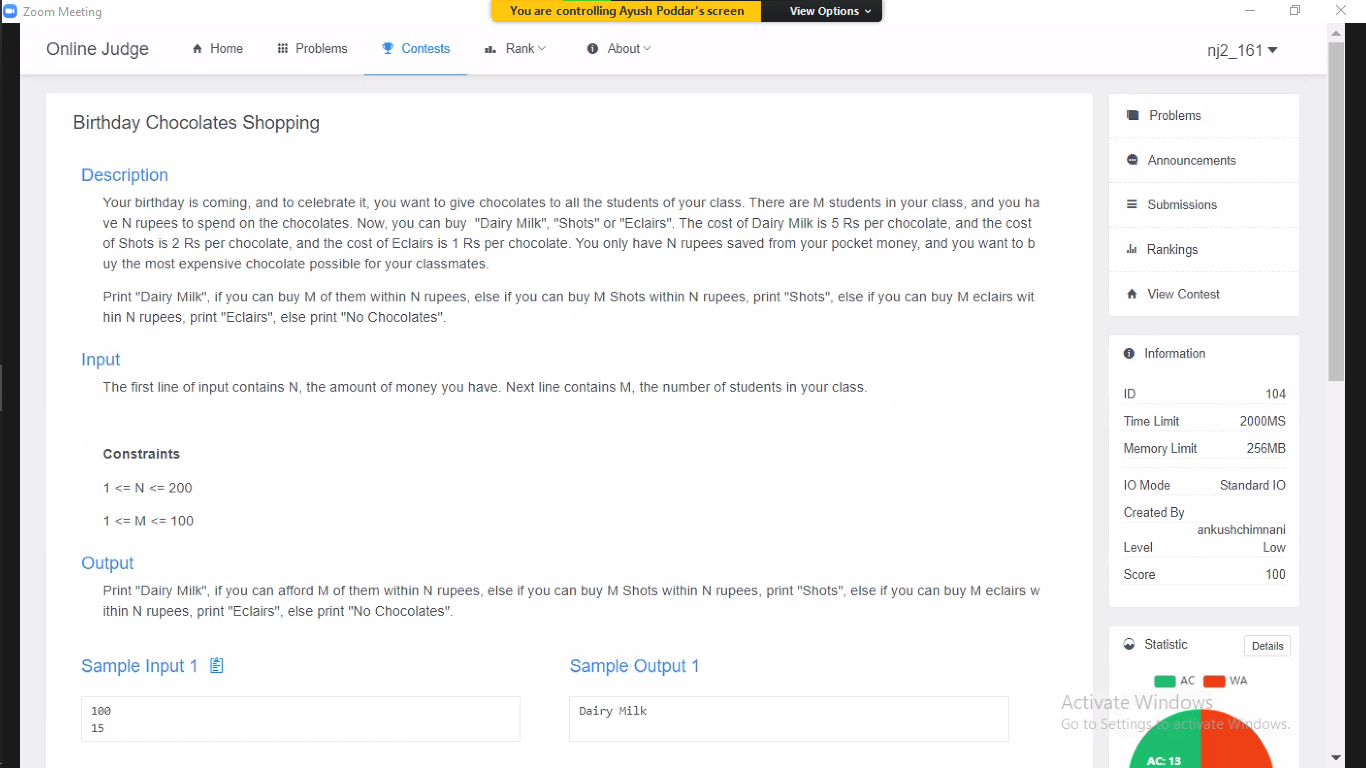 Zoom Meeting
You are controlling Ayush Poddar's screen
View Options
Online Judge
Home
Problems
Contests
Rank
About
nj2_161
Birthday Chocolates Shopping
Description
Your birthday is coming, and to celebrate it, you want to give chocolates to all the students of your class. There are M students in your class, and you ha
ve N rupees to spend on the chocolates. Now, you can buy "Dairy Milk", "Shots" or "Eclairs". The cost of Dairy Milk is 5 Rs per chocolate, and the cost
of Shots is 2 Rs per chocolate, and the cost of Eclairs is 1 Rs per chocolate. You only have N rupees saved from your pocket money, and you want to b
uy the most expensive chocolate possible for your classmates.
Print "Dairy Milk", if you can buy M of them within N rupees, else if you can buy M Shots within N rupees, print "Shots", else if you can buy M eclairs wit
hin N rupees, print "Eclairs", else print "No Chocolates".
Input
The first line of input contains N, the amount of money you have. Next line contains M, the number of students in your class.
Constraints
1 <= N <= 200
1 <= M <= 100
Output
Print "Dairy Milk", if you can afford M of them within N rupees, else if you can buy M Shots within N rupees, print "Shots", else if you can buy M eclairs w
ithin N rupees, print "Eclairs", else print "No Chocolates".
Sample Input 1
100
15
Sample Output 1
Dairy Milk
Problems
Announcements
Submissions
Rankings
View Contest
Information
ID 104
Time Limit 2000MS
Memory Limit 256MB
IO Mode Standard IO
Created By
ankushchimnani
Level Low
Score 100
Statistic
Details
AC WA
Activate Windows
Go to Settings to activate Windows.
AC: 13